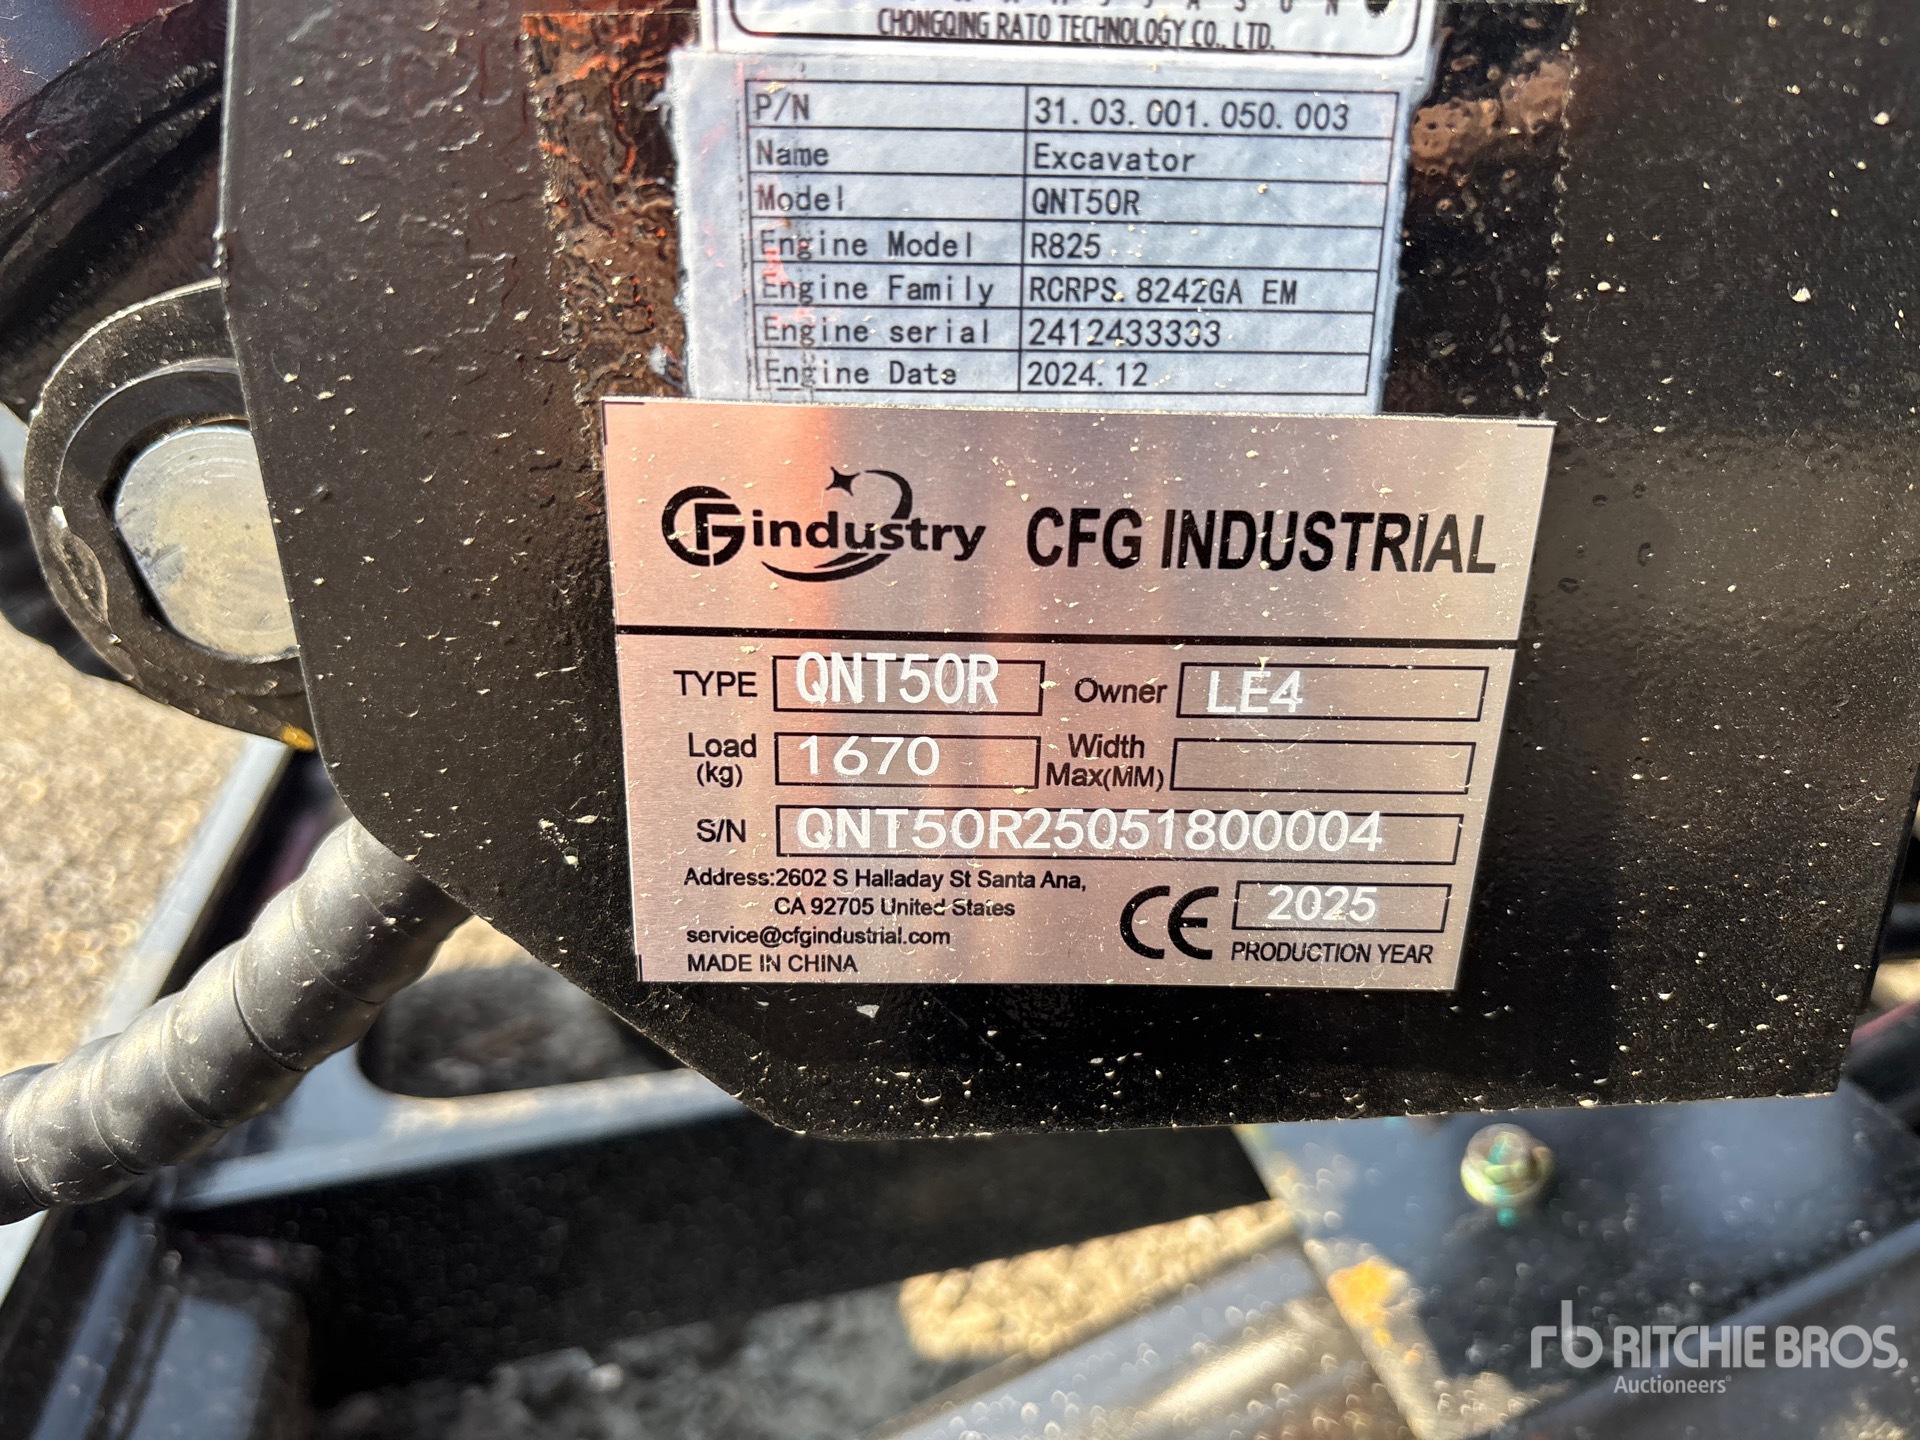 CHONGQING RATO TECHNOLOGY CO., LTD.
P/N 31.03.001.050.003
Name Excavator
Model QNT50R
Engine Model R825
Engine Family RCRPS.8242GA EM
Engine serial 2412433333
Engine Date 2024.12
CFG industry CFG INDUSTRIAL
TYPE QNT50R Owner LE4
Load (kg) 1670 Width Max(MM)
S/N QNT50R25051800004
Address:2602 S Halladay St Santa Ana,
CA 92705 United States
service@cfgindustrial.com
MADE IN CHINA
CE 2025
PRODUCTION YEAR
rb RITCHIE BROS.
Auctioneers